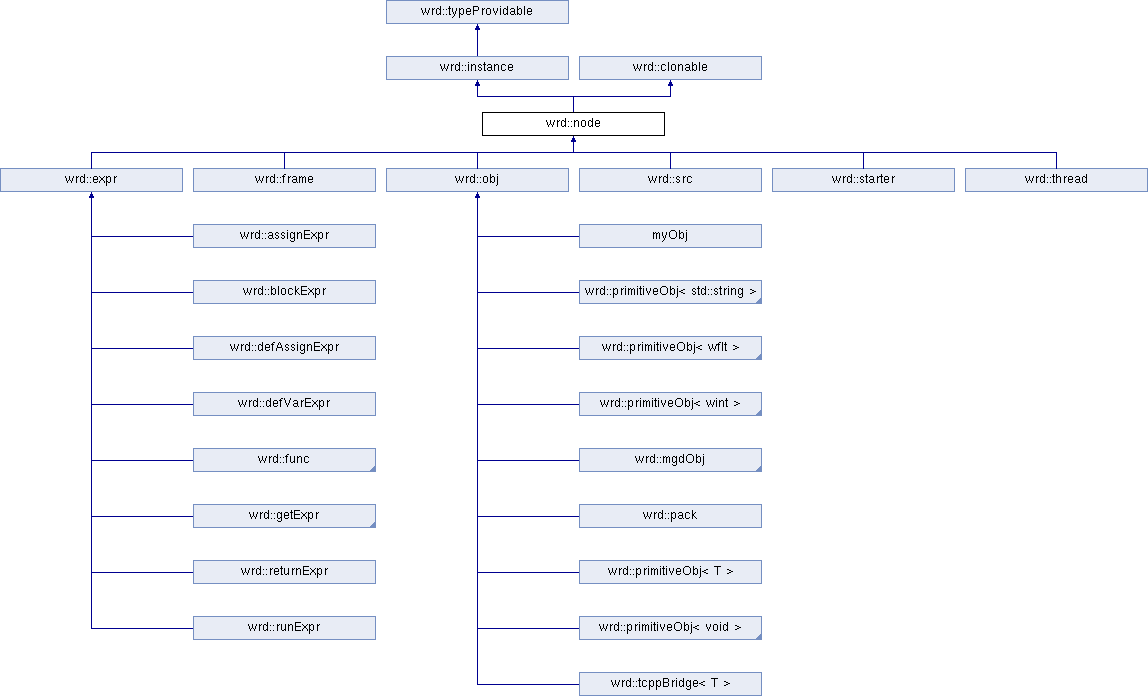 wrd::typeProvidable
wrd::instance
wrd::clonable
wrd::node
wrd::expr
wrd::frame
wrd::obj
wrd::src
wrd::starter
wrd::thread
wrd::assignExpr
myObj
wrd::blockExpr
wrd::primitiveObj< std::string >
wrd::defAssignExpr
wrd::primitiveObj< wflt >
wrd::defVarExpr
wrd::primitiveObj< wint >
wrd::func
wrd::mgdObj
wrd::getExpr
wrd::pack
wrd::returnExpr
wrd::primitiveObj< T >
wrd::runExpr
wrd::primitiveObj< void >
wrd::tcppBridge< T >